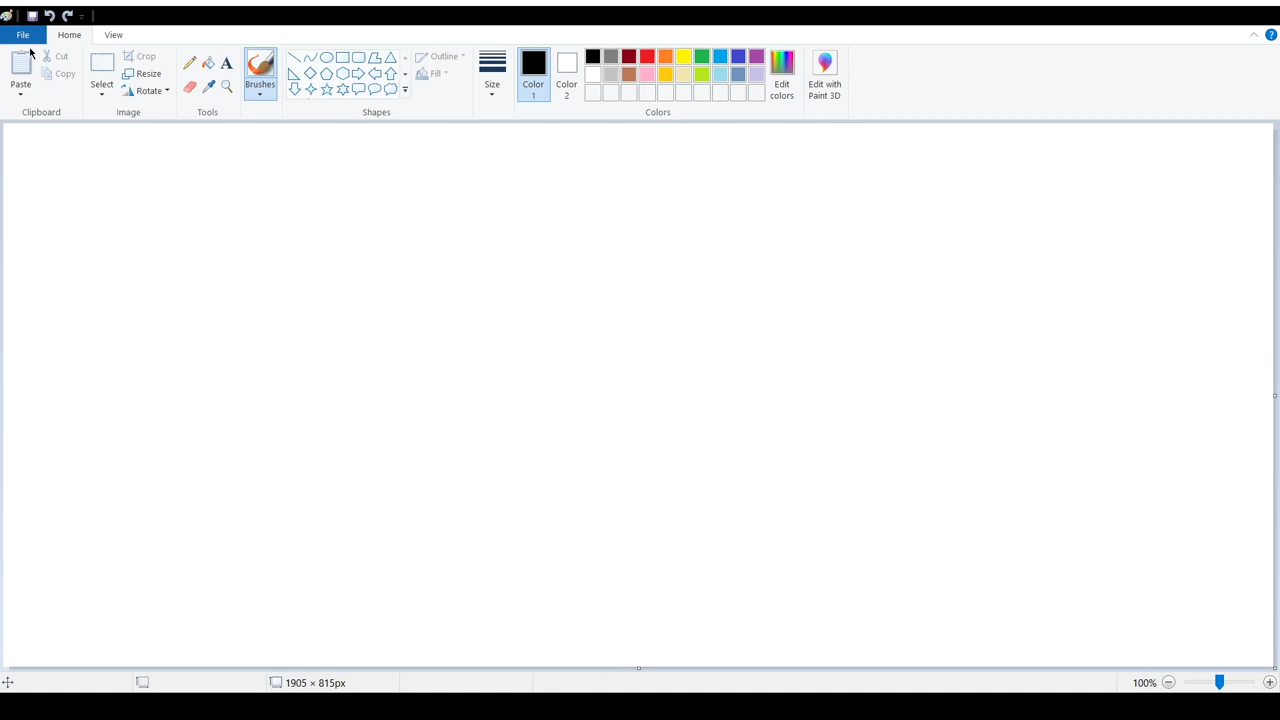 File Home View
Paste
Cut
Copy
Clipboard
Select
Crop
Resize
Rotate
Image
A
Tools
Brushes
Shapes
Outline
Fill
Size
Color
1
Color
2
Colors
Edit
colors
Edit with
Paint 3D
?
1905 × 815px
100%